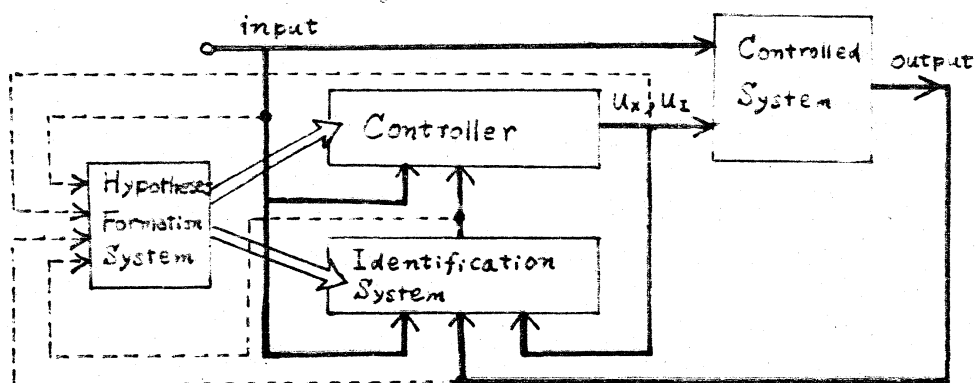 input
Controlled
System
output
Controller
Ux, UI
Hypotheses
Formation
System
Identification
System